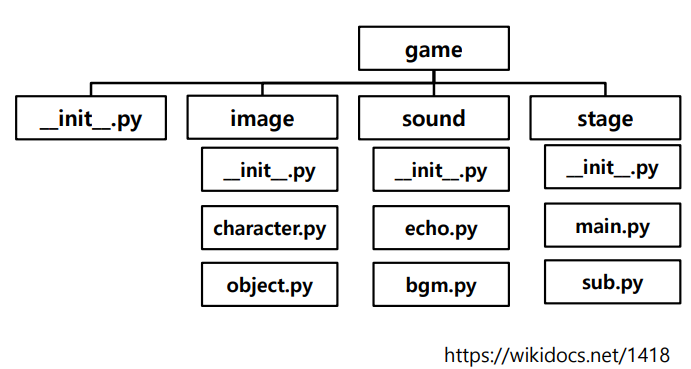 game
__init__.py
image
sound
stage
__init__.py
__init__.py
__init__.py
character.py
echo.py
main.py
object.py
bgm.py
sub.py
https://wikidocs.net/1418